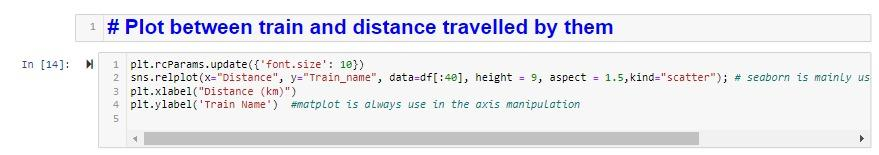 1 # Plot between train and distance travelled by them
In [14]:
1 plt.rcParams.update({'font.size': 10})
2 sns.relplot(x="Distance", y="Train_name", data=df[:40], height = 9, aspect = 1.5,kind="scatter"); # seaborn is mainly us
3 plt.xlabel("Distance (km)")
4 plt.ylabel('Train Name')  #matplot is always use in the axis manipulation
5